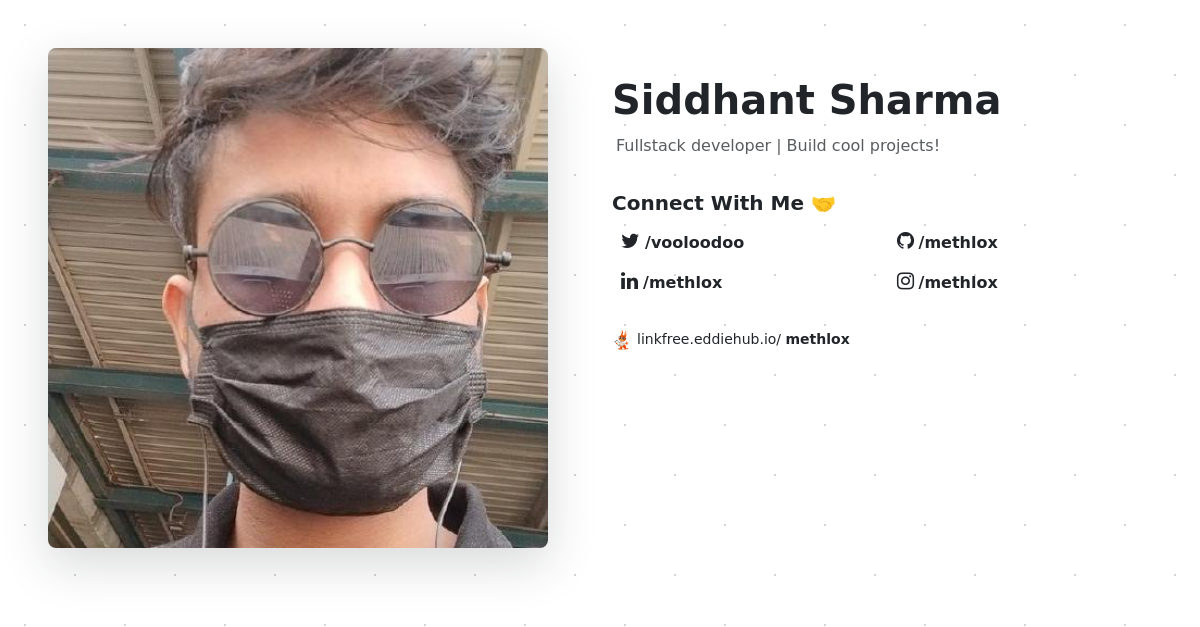 Siddhant Sharma
Fullstack developer | Build cool projects!
Connect With Me 🤝
/vooloodoo
/methlox
/methlox
/methlox
linkfree.eddiehub.io/ methlox